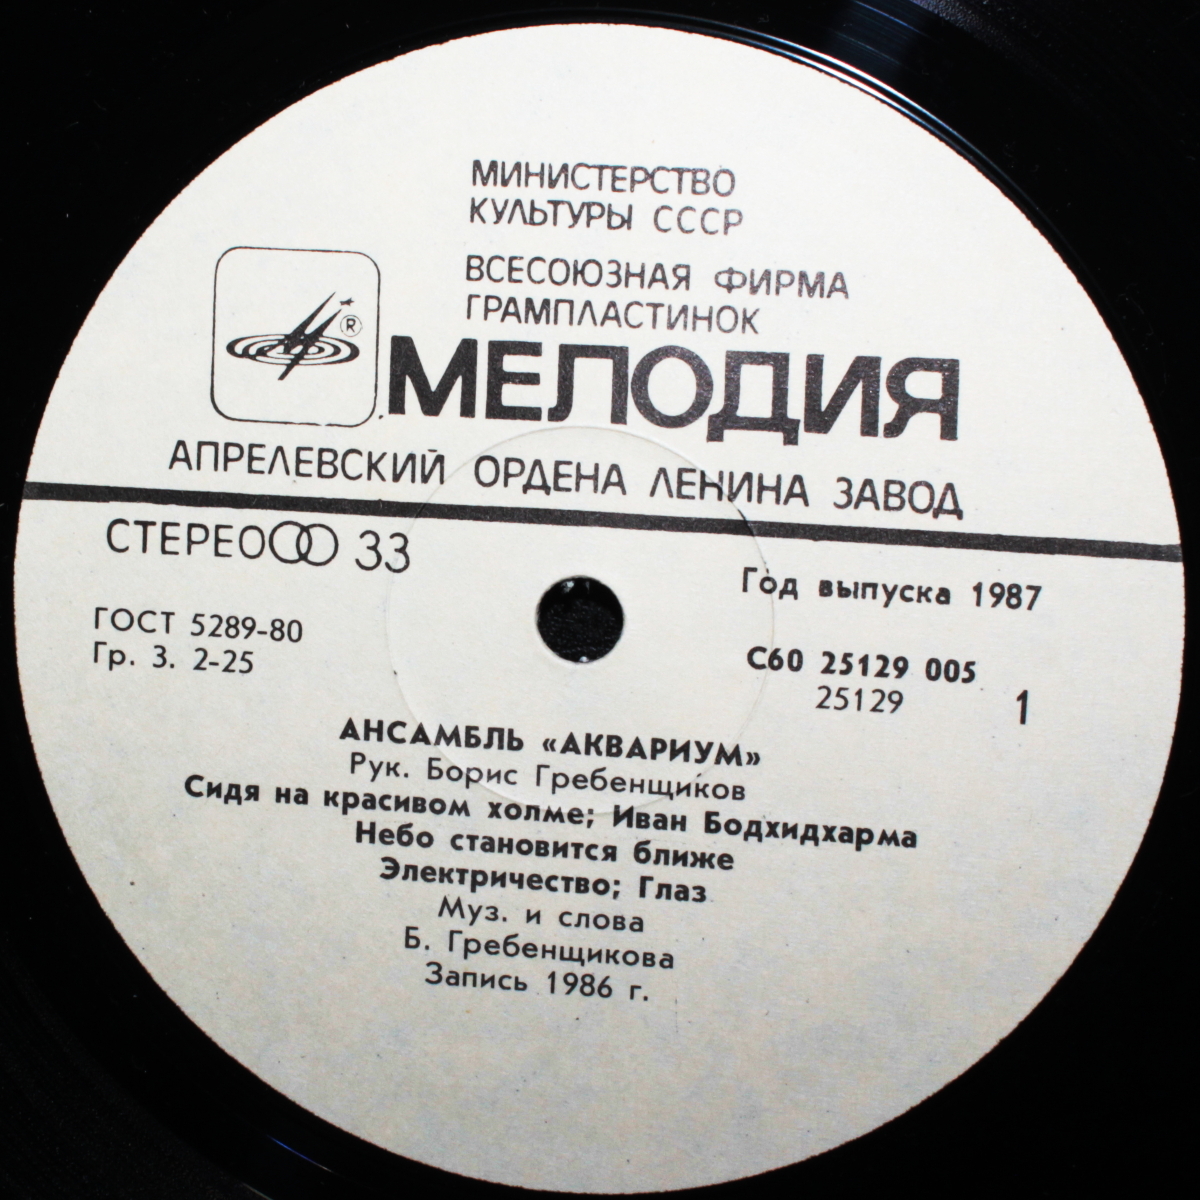 МИНИСТЕРСТВО
КУЛЬТУРЫ СССР
ВСЕСОЮЗНАЯ ФИРМА
ГРАМПЛАСТИНОК
®
МЕЛОДИЯ
АПРЕЛЕВСКИЙ ОРДЕНА ЛЕНИНА ЗАВОД
СТЕРЕО 33
Год выпуска 1987
ГОСТ 5289-80
Гр. 3. 2-25
С60 25129 005
25129
1
АНСАМБЛЬ «АКВАРИУМ»
Рук. Борис Гребенщиков
Сидя на красивом холме; Иван Бодхидхарма
Небо становится ближе
Электричество; Глаз
Муз. и слова
Б. Гребенщикова
Запись 1986 г.